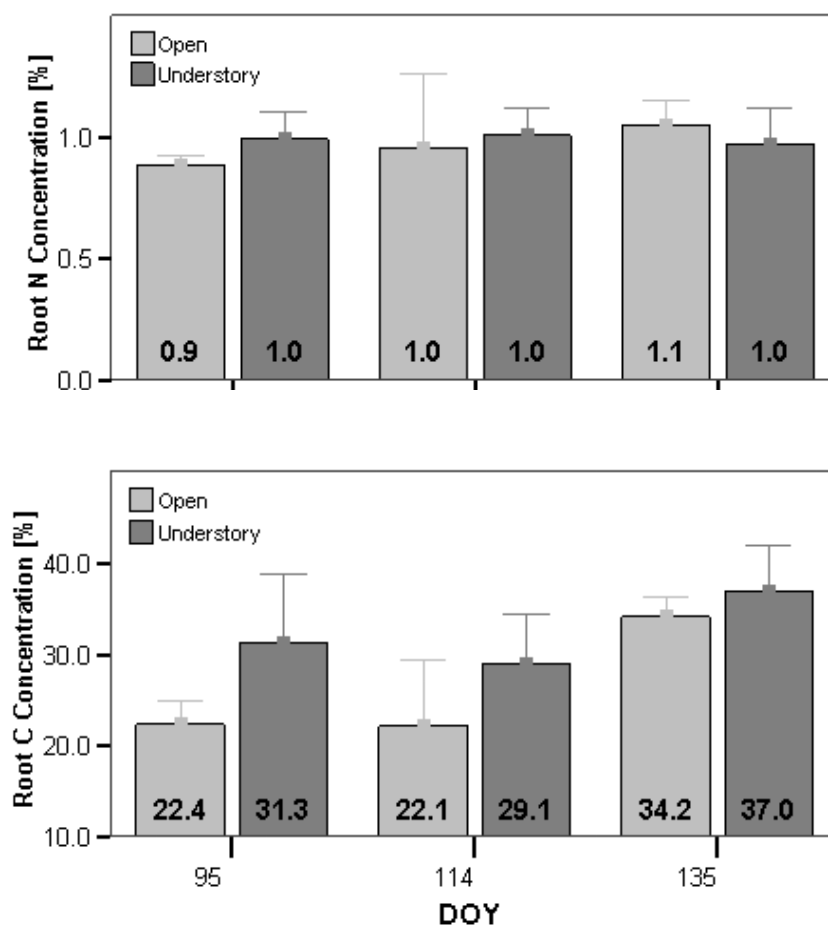 Open
Understory
Root N Concentration [%]
1.0
0.5
0.0
0.9 1.0 1.0 1.0 1.1 1.0
Open
Understory
Root C Concentration [%]
40.0
30.0
20.0
10.0
22.4 31.3 22.1 29.1 34.2 37.0
95 114 135
DOY